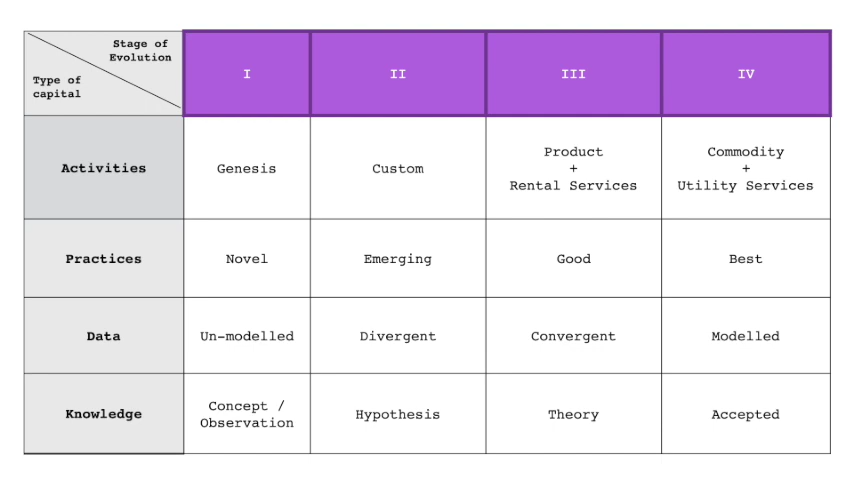 Stage of
Evolution
Type of
capital
I
II
III
IV
Activities
Genesis
Custom
Product
+
Rental Services
Commodity
+
Utility Services
Practices
Novel
Emerging
Good
Best
Data
Un-modelled
Divergent
Convergent
Modelled
Knowledge
Concept /
Observation
Hypothesis
Theory
Accepted